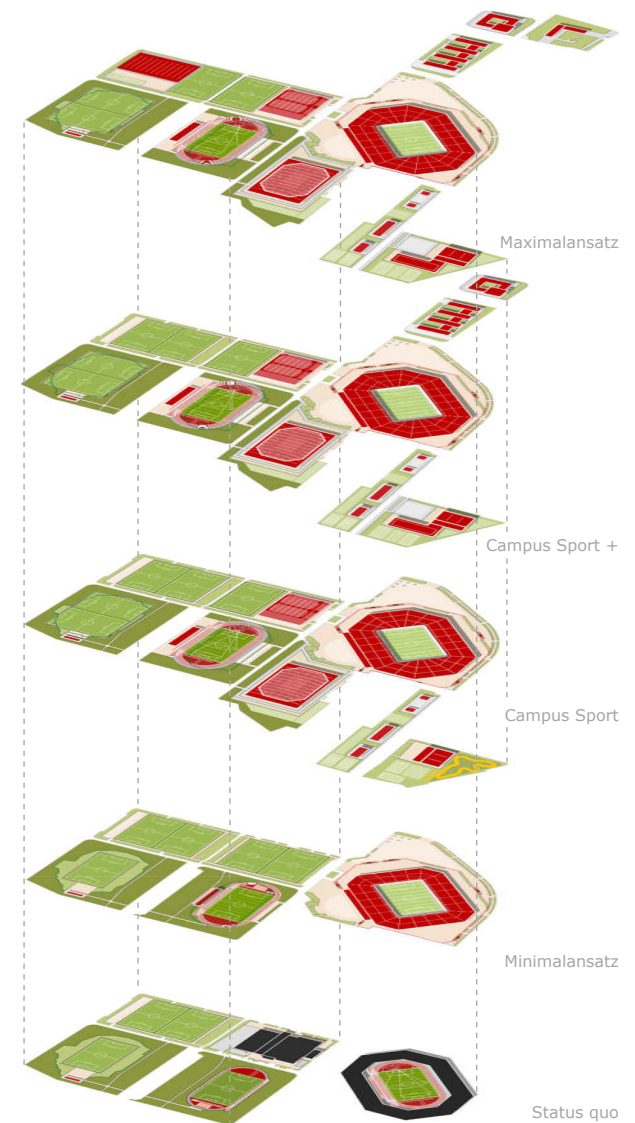 Maximalansatz
Campus Sport +
Campus Sport
Minimalansatz
Status quo